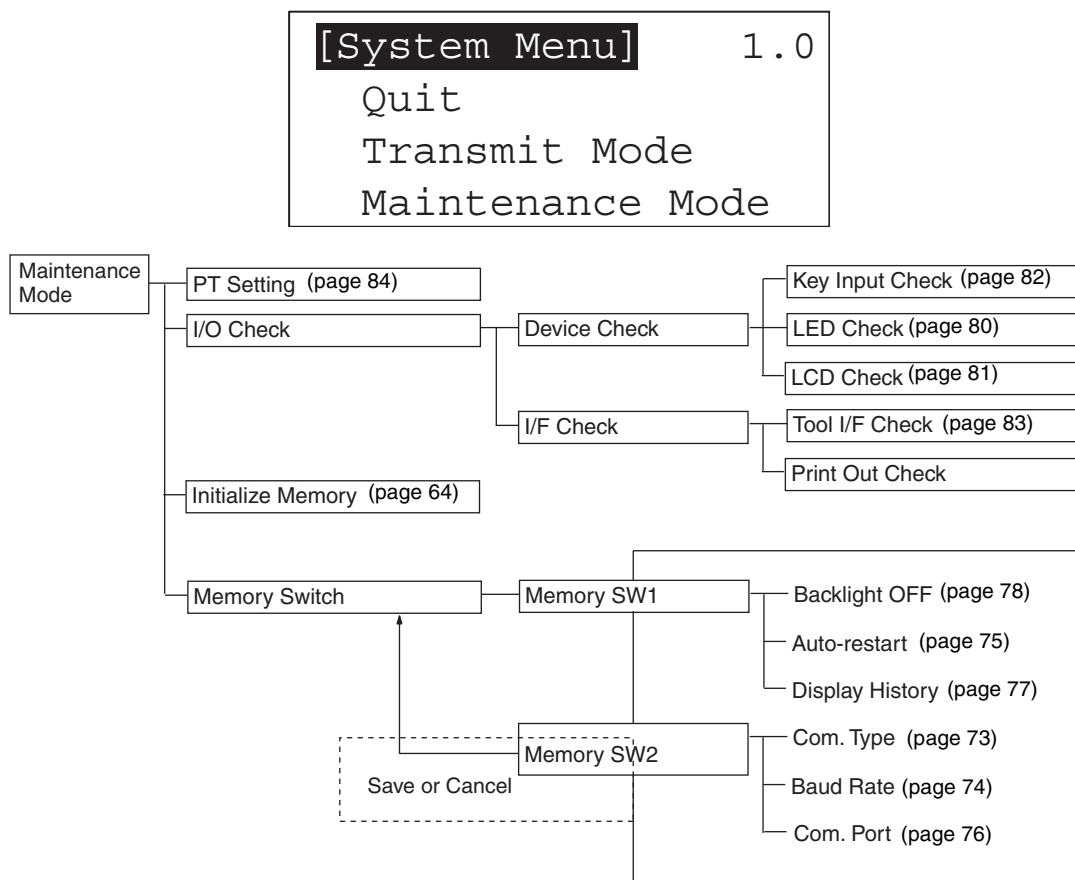 [System Menu] 1.0
Quit
Transmit Mode
Maintenance Mode
Maintenance
Mode
PT Setting (page 84)
I/O Check
Device Check
Key Input Check (page 82)
LED Check (page 80)
LCD Check (page 81)
I/F Check
Tool I/F Check (page 83)
Print Out Check
Initialize Memory (page 64)
Memory Switch
Memory SW1
Backlight OFF (page 78)
Auto-restart (page 75)
Display History (page 77)
Memory SW2
Save or Cancel
Com. Type (page 73)
Baud Rate (page 74)
Com. Port (page 76)